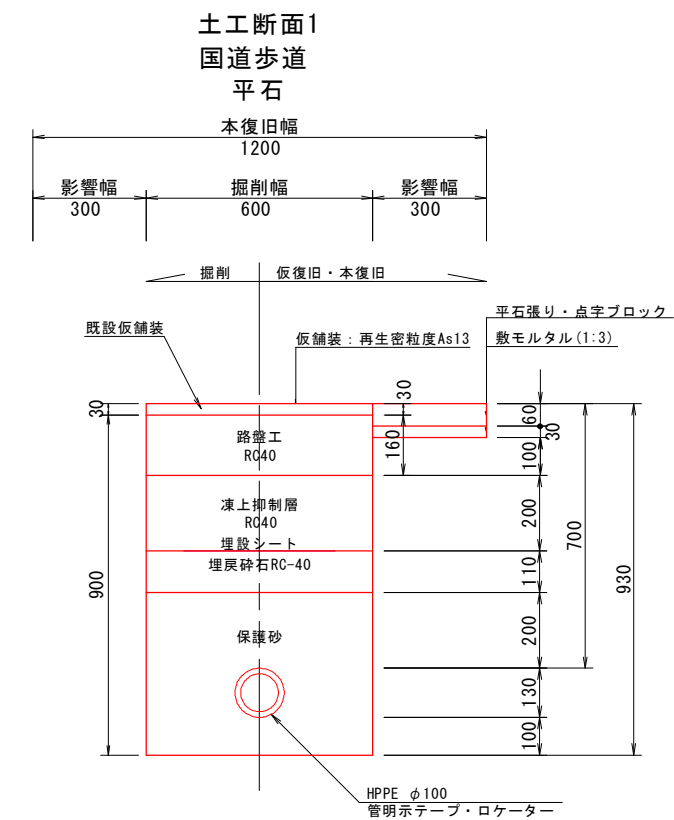 土工断面1
国道歩道
平石
本復旧幅
1200
影響幅
300
掘削幅
600
影響幅
300
掘削
仮復旧・本復旧
平石張り・点字ブロック
敷モルタル(1:3)
既設仮舗装
仮舗装:再生密粒度As13
30
30
60
30
路盤工
RC40
160
100
凍上抑制層
RC40
200
埋設シート
埋戻砕石RC-40
110
700
900
930
保護砂
200
130
100
HPPE φ100
管明示テープ・ロケーター